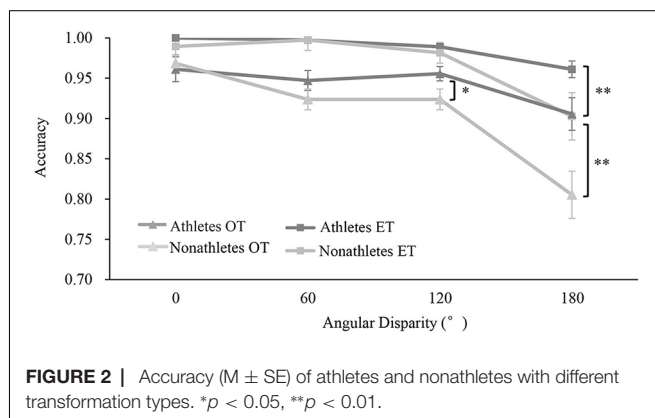 1.00
0.95
0.90
0.85
0.80
0.75
0.70
Accuracy
*
**
**
Athletes OT Athletes ET
Nonathletes OT Nonathletes ET
0 60 120 180
Angular Disparity (°)
FIGURE 2 | Accuracy (M ± SE) of athletes and nonathletes with different
transformation types. *p < 0.05, **p < 0.01.